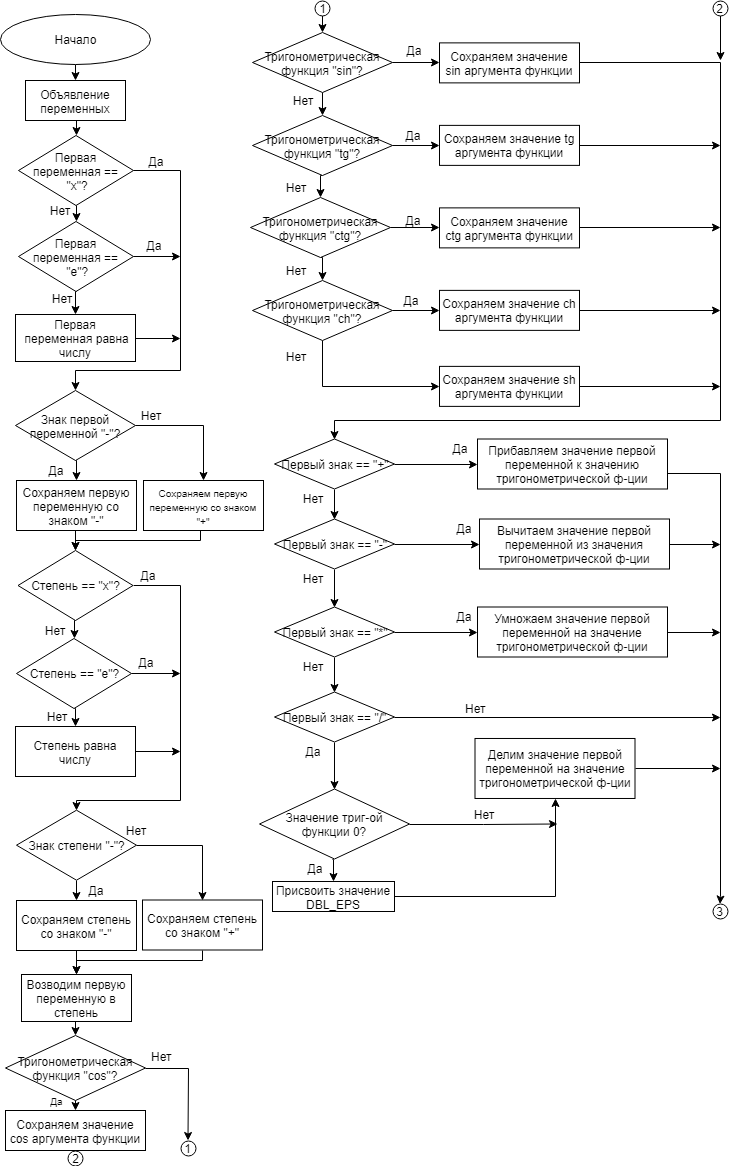 Начало
Объявление
переменных
Первая
переменная ==
"x"?
Да
Нет
Первая
переменная ==
"e"?
Да
Нет
Первая
переменная равна
числу
Знак первой
переменной "-"?
Нет
Да
Сохраняем первую
переменную со
знаком "-"
Сохраняем первую
переменную со знаком
"+"
Степень == "x"?
Да
Нет
Степень == "e"?
Да
Нет
Степень равна
числу
Знак степени "-"?
Нет
Да
Сохраняем степень
со знаком "-"
Сохраняем степень
со знаком "+"
Возводим первую
переменную в
степень
Тригонометрическая
функция "cos"?
Нет
Да
Сохраняем значение
cos аргумента функции
2
1
1
Тригонометрическая
функция "sin"?
Да
Сохраняем значение
sin аргумента функции
Нет
Тригонометрическая
функция "tg"?
Да
Сохраняем значение tg
аргумента функции
Нет
Тригонометрическая
функция "ctg"?
Да
Сохраняем значение
ctg аргумента функции
Нет
Тригонометрическая
функция "ch"?
Да
Сохраняем значение ch
аргумента функции
Нет
Сохраняем значение sh
аргумента функции
2
Первый знак == "+"
Да
Прибавляем значение первой
переменной к значению
тригонометрической ф-ции
Нет
Первый знак == "-"
Да
Вычитаем значение первой
переменной из значения
тригонометрической ф-ции
Нет
Первый знак == "*"
Да
Умножаем значение первой
переменной на значение
тригонометрической ф-ции
Нет
Первый знак == "/"
Нет
Да
Делим значение первой
переменной на значение
тригонометрической ф-ции
Значение триг-ой
функции 0?
Нет
Да
Присвоить значение
DBL_EPS
3